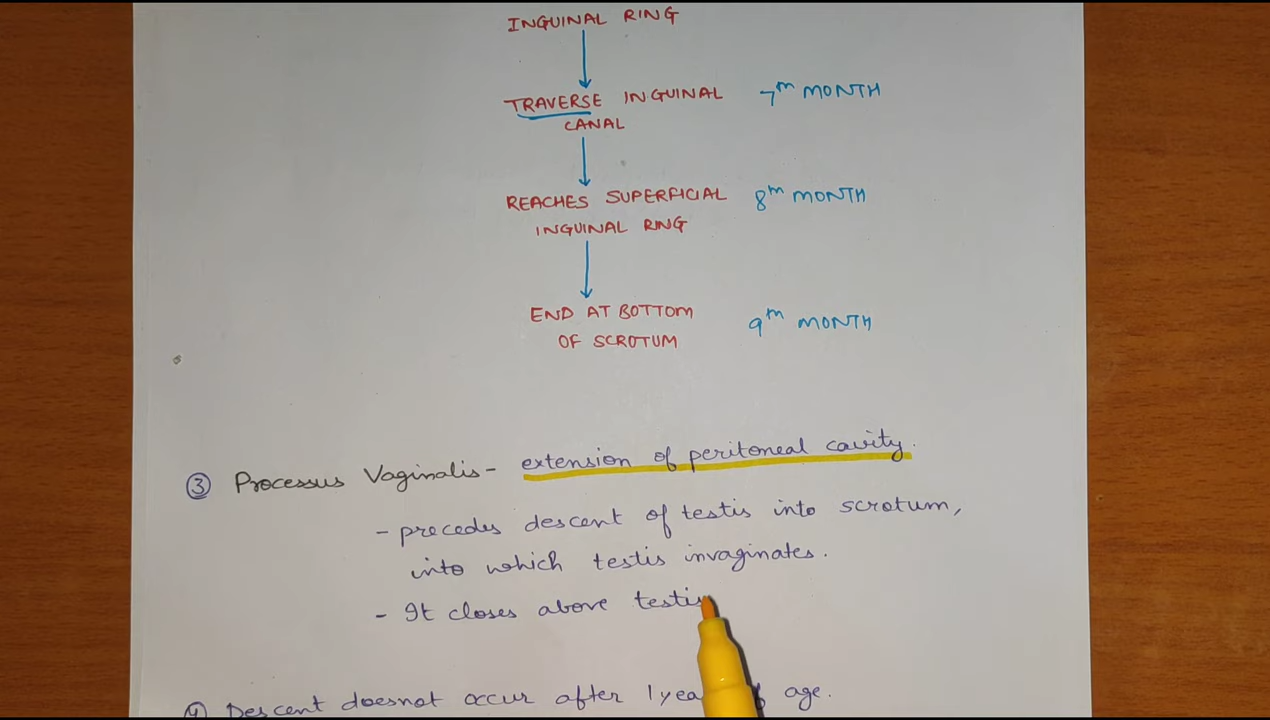 INGUINAL RING
TRAVERSE INGUINAL 7th MONTH
CANAL
REACHES SUPERFICIAL 8th MONTH
INGUINAL RING
END AT BOTTOM
OF SCROTUM 9th MONTH
③ Processus Vaginalis - extension of peritoneal cavity.
- precedes descent of testis into scrotum,
into which testis invaginates.
- It closes above testis
④ Descent doesnot occur after 1 year of age.